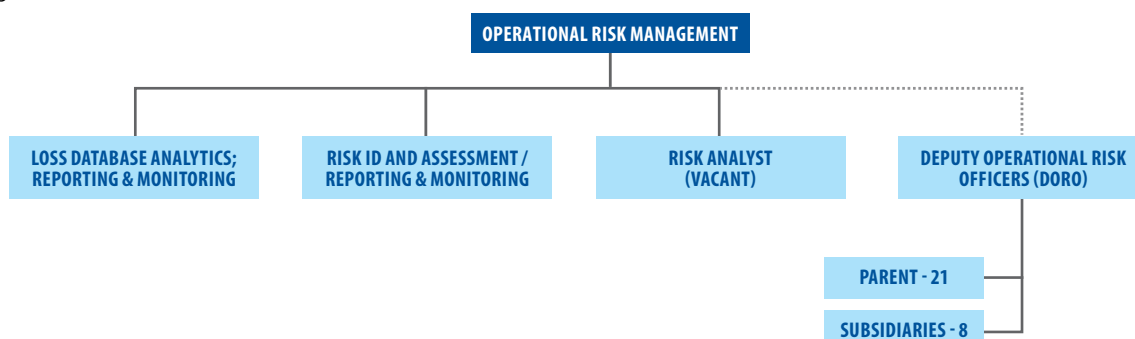 OPERATIONAL RISK MANAGEMENT
LOSS DATABASE ANALYTICS;
REPORTING & MONITORING
RISK ID AND ASSESSMENT /
REPORTING & MONITORING
RISK ANALYST
(VACANT)
DEPUTY OPERATIONAL RISK
OFFICERS (DORO)
PARENT - 21
SUBSIDIARIES - 8